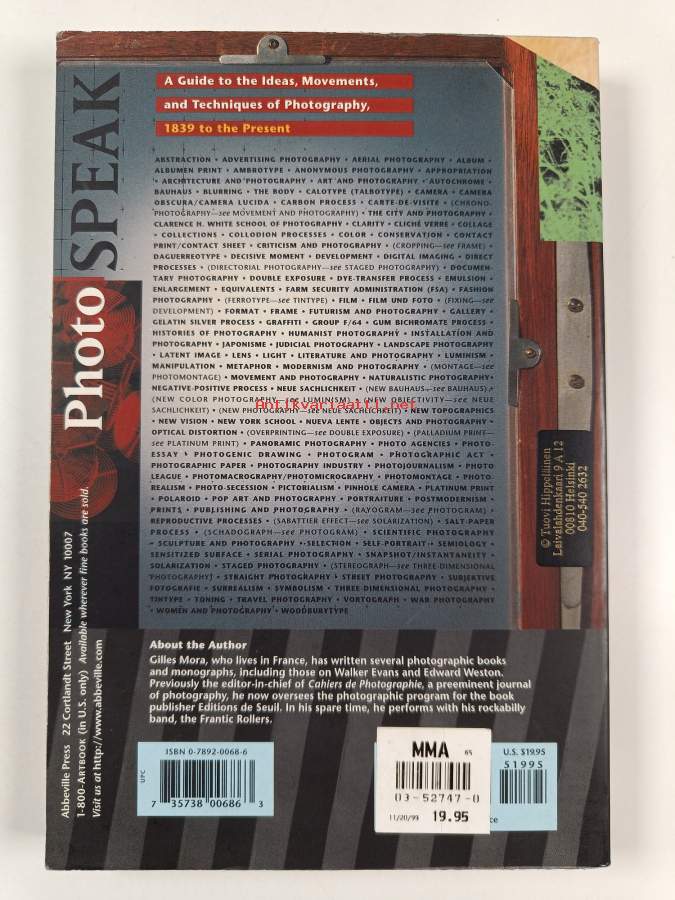 PhotoSPEAK
A Guide to the Ideas, Movements,
and Techniques of Photography,
1839 to the Present
ABSTRACTION • ADVERTISING PHOTOGRAPHY • AERIAL PHOTOGRAPHY • ALBUM •
ALBUMEN PRINT • AMBROTYPE • ANONYMOUS PHOTOGRAPHY • APPROPRIATION
• ARCHITECTURE AND PHOTOGRAPHY • ART AND PHOTOGRAPHY • AUTOCHROME •
BAUHAUS • BLURRING • THE BODY • CALOTYPE (TALBOTYPE) • CAMERA • CAMERA
OBSCURA/CAMERA LUCIDA • CARBON PROCESS • CARTE-DE-VISITE • (CHRONO-
PHOTOGRAPHY—see MOVEMENT AND PHOTOGRAPHY) • THE CITY AND PHOTOGRAPHY •
CLARENCE H. WHITE SCHOOL OF PHOTOGRAPHY • CLARITY • CLICHÉ VERRE • COLLAGE
• COLLECTIONS • COLLODION PROCESSES • COLOR • CONSERVATION • CONTACT
PRINT/CONTACT SHEET • CRITICISM AND PHOTOGRAPHY • (CROPPING—see FRAME) •
DAGUERREOTYPE • DECISIVE MOMENT • DEVELOPMENT • DIGITAL IMAGING • DIRECT
PROCESSES • (DIRECTORIAL PHOTOGRAPHY—see STAGED PHOTOGRAPHY) • DOCUMEN-
TARY PHOTOGRAPHY • DOUBLE EXPOSURE • DYE-TRANSFER PROCESS • EMULSION •
ENLARGEMENT • EQUIVALENTS • FARM SECURITY ADMINISTRATION (FSA) • FASHION
PHOTOGRAPHY • (FERROTYPE—see TINTYPE) • FILM • FILM UND FOTO • (FIXING—see
DEVELOPMENT) • FORMAT • FRAME • FUTURISM AND PHOTOGRAPHY • GALLERY •
GELATIN SILVER PROCESS • GRAFFITI • GROUP F/64 • GUM BICHROMATE PROCESS •
HISTORIES OF PHOTOGRAPHY • HUMANIST PHOTOGRAPHY • INSTALLATION AND
PHOTOGRAPHY • JAPONISME • JUDICIAL PHOTOGRAPHY • LANDSCAPE PHOTOGRAPHY
• LATENT IMAGE • LENS • LIGHT • LITERATURE AND PHOTOGRAPHY • LUMINISM •
MANIPULATION • METAPHOR • MODERNISM AND PHOTOGRAPHY • (MONTAGE—see
PHOTOMONTAGE) • MOVEMENT AND PHOTOGRAPHY • NATURALISTIC PHOTOGRAPHY •
NEGATIVE-POSITIVE PROCESS • NEUE SACHLICHKEIT • (NEW BAUHAUS—see BAUHAUS) •
(NEW COLOR PHOTOGRAPHY—see LUMINISM) • (NEW OBJECTIVITY—see NEUE
SACHLICHKEIT) • (NEW PHOTOGRAPHY—see NEUE SACHLICHKEIT) • NEW TOPOGRAPHICS
• NEW VISION • NEW YORK SCHOOL • NUEVA LENTE • OBJECTS AND PHOTOGRAPHY •
OPTICAL DISTORTION • (OVERPRINTING—see DOUBLE EXPOSURE) • (PALLADIUM PRINT—
see PLATINUM PRINT) • PANORAMIC PHOTOGRAPHY • PHOTO AGENCIES • PHOTO-
ESSAY • PHOTOGENIC DRAWING • PHOTOGRAM • PHOTOGRAPHIC ACT •
PHOTOGRAPHIC PAPER • PHOTOGRAPHY INDUSTRY • PHOTOJOURNALISM • PHOTO
LEAGUE • PHOTOMACROGRAPHY/PHOTOMICROGRAPHY • PHOTOMONTAGE • PHOTO-
REALISM • PHOTO-SECESSION • PICTORIALISM • PINHOLE CAMERA • PLATINUM PRINT
• POLAROID • POP ART AND PHOTOGRAPHY • PORTRAITURE • POSTMODERNISM •
PRINTS • PUBLISHING AND PHOTOGRAPHY • (RAYOGRAM—see PHOTOGRAM) •
REPRODUCTIVE PROCESSES • (SABATTIER EFFECT—see SOLARIZATION) • SALT-PAPER
PROCESS • (SCHADOGRAPH—see PHOTOGRAM) • SCIENTIFIC PHOTOGRAPHY
• SCULPTURE AND PHOTOGRAPHY • SELECTION • SELF-PORTRAIT • SEMIOLOGY •
SENSITIZED SURFACE • SERIAL PHOTOGRAPHY • SNAPSHOT/INSTANTANEITY •
SOLARIZATION • STAGED PHOTOGRAPHY • (STEREOGRAPH—see THREE-DIMENSIONAL
PHOTOGRAPHY) • STRAIGHT PHOTOGRAPHY • STREET PHOTOGRAPHY • SUBJEKTIVE
FOTOGRAFIE • SURREALISM • SYMBOLISM • THREE-DIMENSIONAL PHOTOGRAPHY •
TINTYPE • TONING • TRAVEL PHOTOGRAPHY • VORTOGRAPH • WAR PHOTOGRAPHY
• WOMEN AND PHOTOGRAPHY • WOODBURYTYPE
Antikvariaatti.net
© Tuovi Hippeläinen
Laivalahdenkaari 9 A 12
00810 Helsinki
040-540 2632
About the Author
Gilles Mora, who lives in France, has written several photographic books
and monographs, including those on Walker Evans and Edward Weston.
Previously the editor-in-chief of Cahiers de Photographie, a preeminent journal
of photography, he now oversees the photographic program for the book
publisher Editions de Seuil. In his spare time, he performs with his rockabilly
band, the Frantic Rollers.
Abbeville Press 22 Cortlandt Street New York NY 10007
1-800-ARTBOOK (in U.S. only) Available wherever fine books are sold.
Visit us at http://www.abbeville.com
UPC
ISBN 0-7892-0068-6
7 35738 00686 3
MMA 65
03-52747-0
11/20/99 19.95
U.S. $19.95
51995